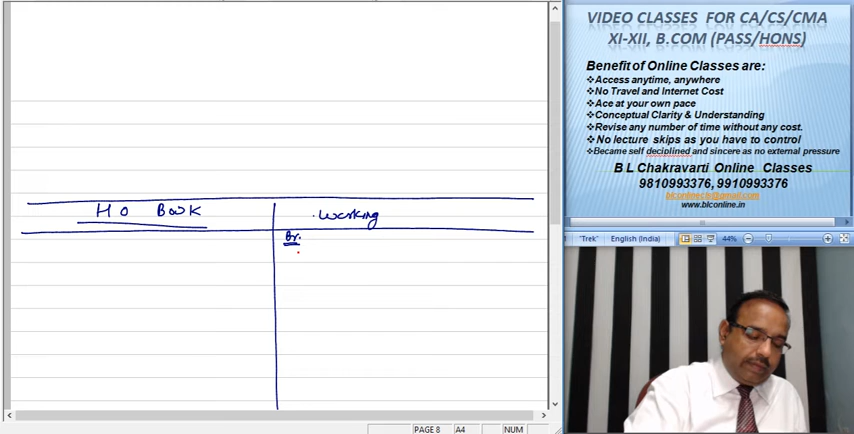 H O Book
Working
Br.
PAGE 8 A4 NUM
VIDEO CLASSES FOR CA/CS/CMA
XI-XII, B.COM (PASS/HONS)
Benefit of Online Classes are:
❖Access anytime, anywhere
❖No Travel and Internet Cost
❖Ace at your own pace
❖Conceptual Clarity & Understanding
❖Revise any number of time without any cost.
❖No lecture skips as you have to control
❖Became self deciplined and sincere as no external pressure
B L Chakravarti Online Classes
9810993376, 9910993376
www.blconline.in
"Trek" English (India) 44%